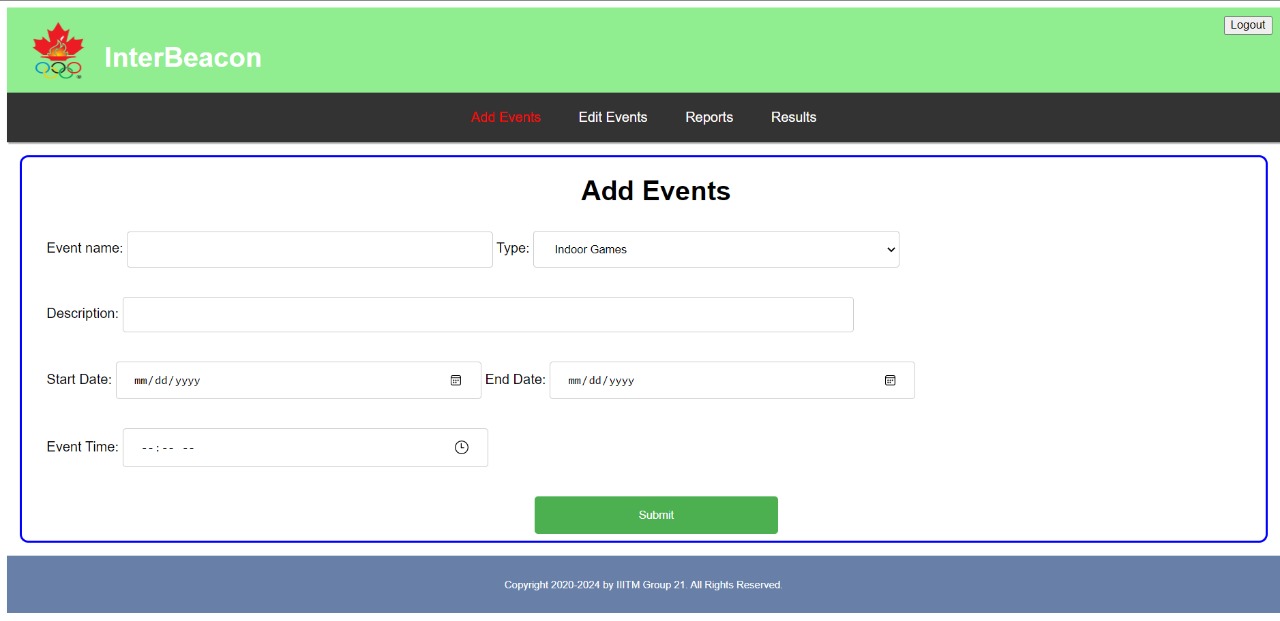 Logout
InterBeacon
Add Events Edit Events Reports Results
Add Events
Event name: Type: Indoor Games
Description:
Start Date: mm/dd/yyyy End Date: mm/dd/yyyy
Event Time: --:-- --
Submit
Copyright 2020-2024 by IIITM Group 21. All Rights Reserved.